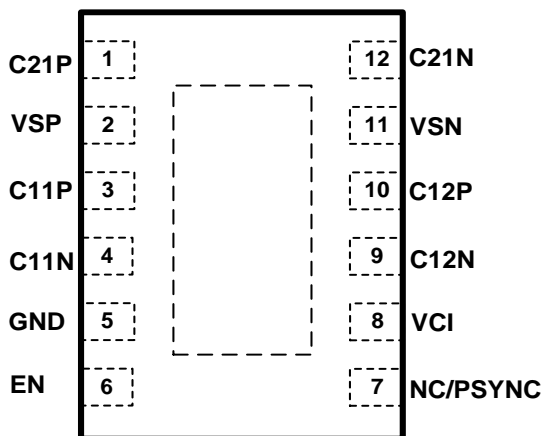 C21P 1 12 C21N
VSP 2 11 VSN
C11P 3 10 C12P
C11N 4 9 C12N
GND 5 8 VCI
EN 6 7 NC/PSYNC